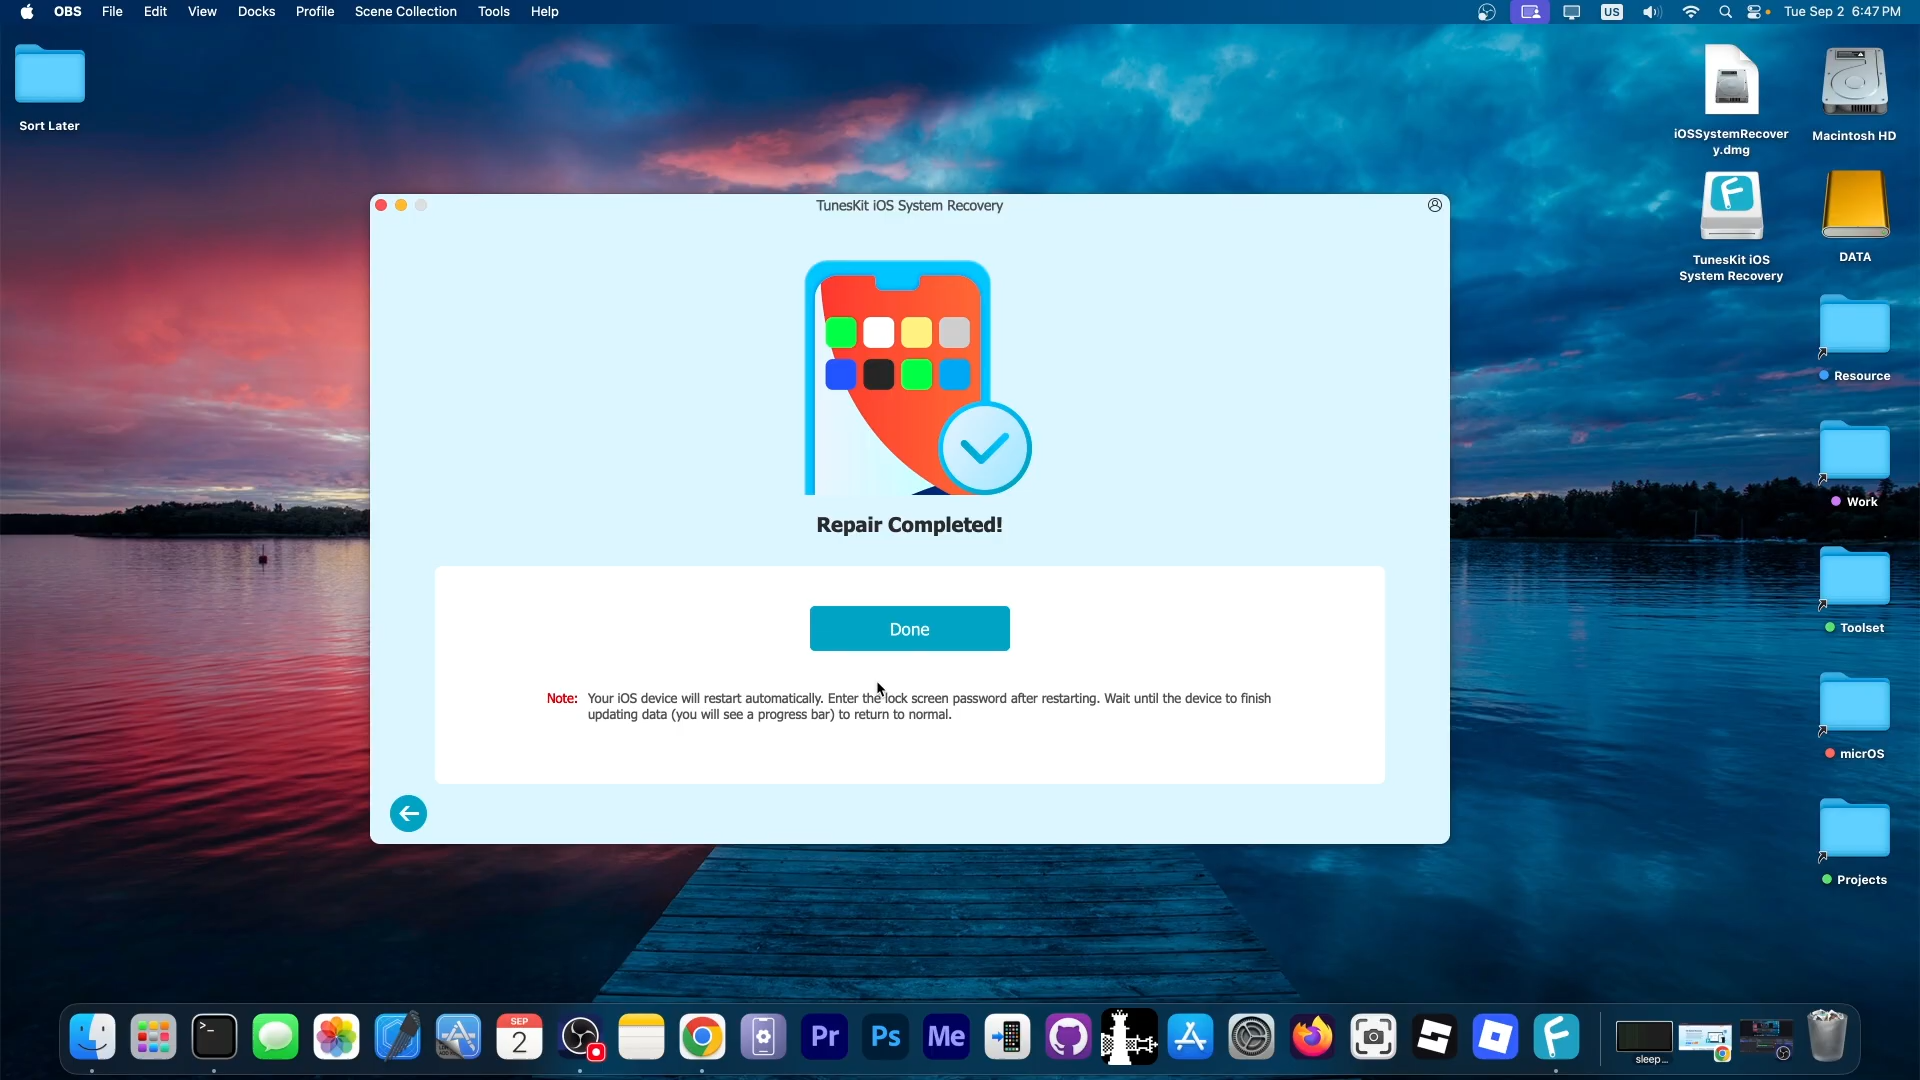 OBS File Edit View Docks Profile Scene Collection Tools Help
US
Tue Sep 2 6:47 PM
Sort Later
iOSSystemRecover
y.dmg
Macintosh HD
TunesKit iOS
System Recovery
DATA
Resource
Work
Toolset
micrOS
Projects
TunesKit iOS System Recovery
Repair Completed!
Done
Note: Your iOS device will restart automatically. Enter the lock screen password after restarting. Wait until the device to finish
updating data (you will see a progress bar) to return to normal.
SEP
2
Pr
Ps
Me
sleep...